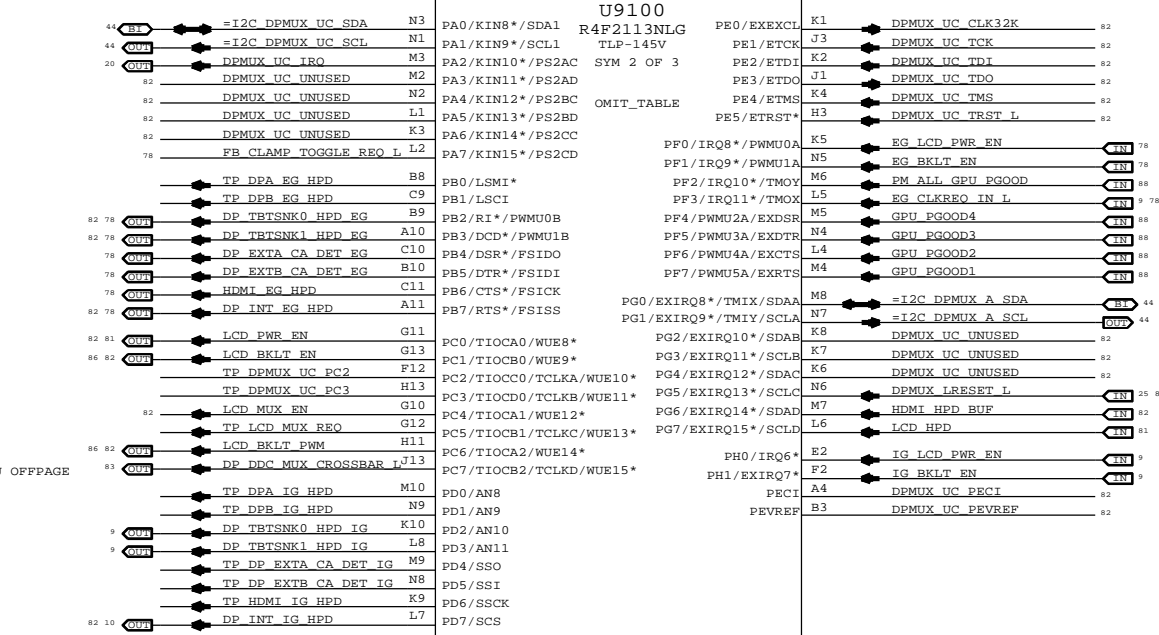 U9100
R4F2113NLG
TLP-145V
SYM 2 OF 3
OMIT_TABLE
44 BI =I2C_DPMUX_UC_SDA N3 PA0/KIN8*/SDA1
44 OUT =I2C_DPMUX_UC_SCL N1 PA1/KIN9*/SCL1
20 OUT DPMUX_UC_IRQ M3 PA2/KIN10*/PS2AC
82 DPMUX_UC_UNUSED M2 PA3/KIN11*/PS2AD
82 DPMUX_UC_UNUSED N2 PA4/KIN12*/PS2BC
82 DPMUX_UC_UNUSED L1 PA5/KIN13*/PS2BD
82 DPMUX_UC_UNUSED K3 PA6/KIN14*/PS2CC
78 FB_CLAMP_TOGGLE_REQ_L L2 PA7/KIN15*/PS2CD
TP_DPA_EG_HPD B8 PB0/LSMI*
TP_DPB_EG_HPD C9 PB1/LSCI
82 78 OUT DP_TBTSNK0_HPD_EG B9 PB2/RI*/PWMU0B
82 78 OUT DP_TBTSNK1_HPD_EG A10 PB3/DCD*/PWMU1B
78 OUT DP_EXTA_CA_DET_EG C10 PB4/DSR*/FSIDO
78 OUT DP_EXTB_CA_DET_EG B10 PB5/DTR*/FSIDI
78 OUT HDMI_EG_HPD C11 PB6/CTS*/FSICK
82 78 OUT DP_INT_EG_HPD A11 PB7/RTS*/FSISS
82 81 OUT LCD_PWR_EN G11 PC0/TIOCA0/WUE8*
86 82 OUT LCD_BKLT_EN G13 PC1/TIOCB0/WUE9*
TP_DPMUX_UC_PC2 F12 PC2/TIOCC0/TCLKA/WUE10*
TP_DPMUX_UC_PC3 H13 PC3/TIOCD0/TCLKB/WUE11*
82 LCD_MUX_EN G10 PC4/TIOCA1/WUE12*
TP_LCD_MUX_REQ G12 PC5/TIOCB1/TCLKC/WUE13*
86 82 OUT LCD_BKLT_PWM H11 PC6/TIOCA2/WUE14*
OFFPAGE 83 OUT DP_DDC_MUX_CROSSBAR_L J13 PC7/TIOCB2/TCLKD/WUE15*
TP_DPA_IG_HPD M10 PD0/AN8
TP_DPB_IG_HPD N9 PD1/AN9
9 OUT DP_TBTSNK0_HPD_IG K10 PD2/AN10
9 OUT DP_TBTSNK1_HPD_IG L8 PD3/AN11
TP_DP_EXTA_CA_DET_IG M9 PD4/SSO
TP_DP_EXTB_CA_DET_IG N8 PD5/SSI
TP_HDMI_IG_HPD K9 PD6/SSCK
82 10 OUT DP_INT_IG_HPD L7 PD7/SCS
PE0/EXEXCL K1 DPMUX_UC_CLK32K 82
PE1/ETCK J3 DPMUX_UC_TCK 82
PE2/ETDI K2 DPMUX_UC_TDI 82
PE3/ETDO J1 DPMUX_UC_TDO 82
PE4/ETMS K4 DPMUX_UC_TMS 82
PE5/ETRST* H3 DPMUX_UC_TRST_L 82
PF0/IRQ8*/PWMU0A K5 EG_LCD_PWR_EN IN 78
PF1/IRQ9*/PWMU1A N5 EG_BKLT_EN IN 78
PF2/IRQ10*/TMOY M6 PM_ALL_GPU_PGOOD IN 88
PF3/IRQ11*/TMOX L5 EG_CLKREQ_IN_L IN 9 78
PF4/PWMU2A/EXDSR M5 GPU_PGOOD4 IN 88
PF5/PWMU3A/EXDTR N4 GPU_PGOOD3 IN 88
PF6/PWMU4A/EXCTS L4 GPU_PGOOD2 IN 88
PF7/PWMU5A/EXRTS M4 GPU_PGOOD1 IN 88
PG0/EXIRQ8*/TMIX/SDAA M8 =I2C_DPMUX_A_SDA BI 44
PG1/EXIRQ9*/TMIY/SCLA N7 =I2C_DPMUX_A_SCL OUT 44
PG2/EXIRQ10*/SDAB K8 DPMUX_UC_UNUSED 82
PG3/EXIRQ11*/SCLB K7 DPMUX_UC_UNUSED 82
PG4/EXIRQ12*/SDAC K6 DPMUX_UC_UNUSED 82
PG5/EXIRQ13*/SCLC N6 DPMUX_LRESET_L IN 25 8
PG6/EXIRQ14*/SDAD M7 HDMI_HPD_BUF IN 82
PG7/EXIRQ15*/SCLD L6 LCD_HPD IN 81
PH0/IRQ6* E2 IG_LCD_PWR_EN IN 9
PH1/EXIRQ7* F2 IG_BKLT_EN IN 9
PECI A4 DPMUX_UC_PECI 82
PEVREF B3 DPMUX_UC_PEVREF 82